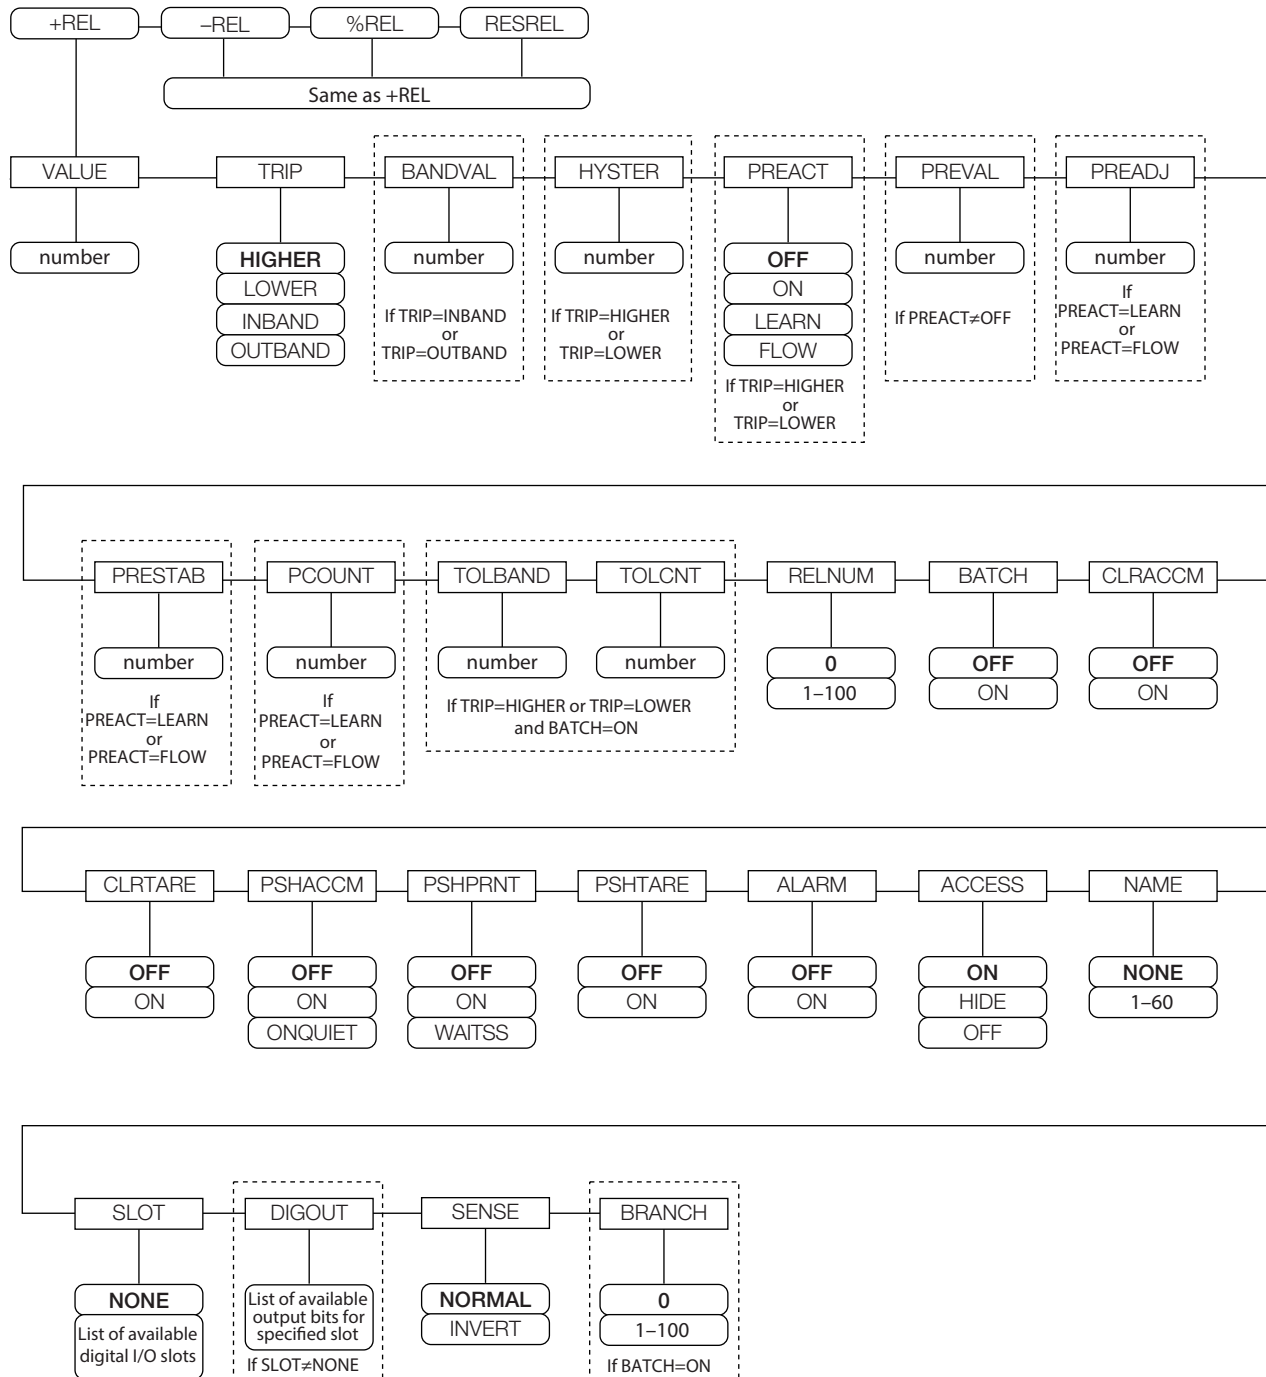 +REL –REL %REL RESREL
Same as +REL
VALUE TRIP BANDVAL HYSTER PREACT PREVAL PREADJ
number
HIGHER
LOWER
INBAND
OUTBAND
number
If TRIP=INBAND
or
TRIP=OUTBAND
number
If TRIP=HIGHER
or
TRIP=LOWER
OFF
ON
LEARN
FLOW
If TRIP=HIGHER
or
TRIP=LOWER
number
If PREACT≠OFF
number
If
PREACT=LEARN
or
PREACT=FLOW
PRESTAB PCOUNT TOLBAND TOLCNT RELNUM BATCH CLRACCM
number
If
PREACT=LEARN
or
PREACT=FLOW
number
If
PREACT=LEARN
or
PREACT=FLOW
number number
If TRIP=HIGHER or TRIP=LOWER
and BATCH=ON
0
1–100
OFF
ON
OFF
ON
CLRTARE PSHACCM PSHPRNT PSHTARE ALARM ACCESS NAME
OFF
ON
OFF
ON
ONQUIET
OFF
ON
WAITSS
OFF
ON
OFF
ON
ON
HIDE
OFF
NONE
1–60
SLOT DIGOUT SENSE BRANCH
NONE
List of available
digital I/O slots
List of available
output bits for
specified slot
If SLOT≠NONE
NORMAL
INVERT
0
1–100
If BATCH=ON